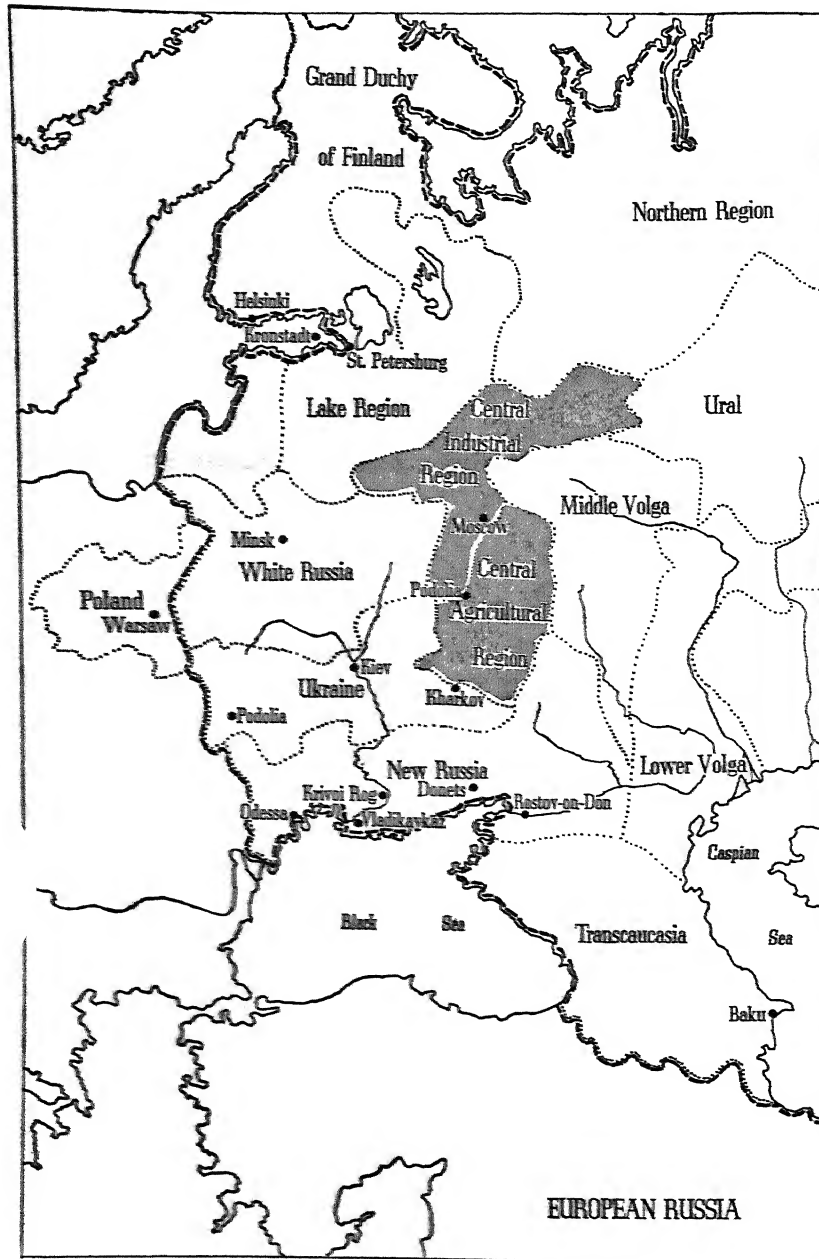 Grand Duchy
of Finland
Northern Region
Helsinki
Kronstadt
St. Petersburg
Lake Region
Central
Industrial
Region
Ural
Middle Volga
Moscow
Minsk
White Russia
Central
Podolia
Agricultural
Poland
Warsaw
Region
Kiev
Ukraine
Kharkov
Podolia
Lower Volga
New Russia
Donets
Krivoi Rog
Rostov-on-Don
Odessa
Vladikavkaz
Caspian
Black Sea
Transcaucasia
Sea
Baku
EUROPEAN RUSSIA